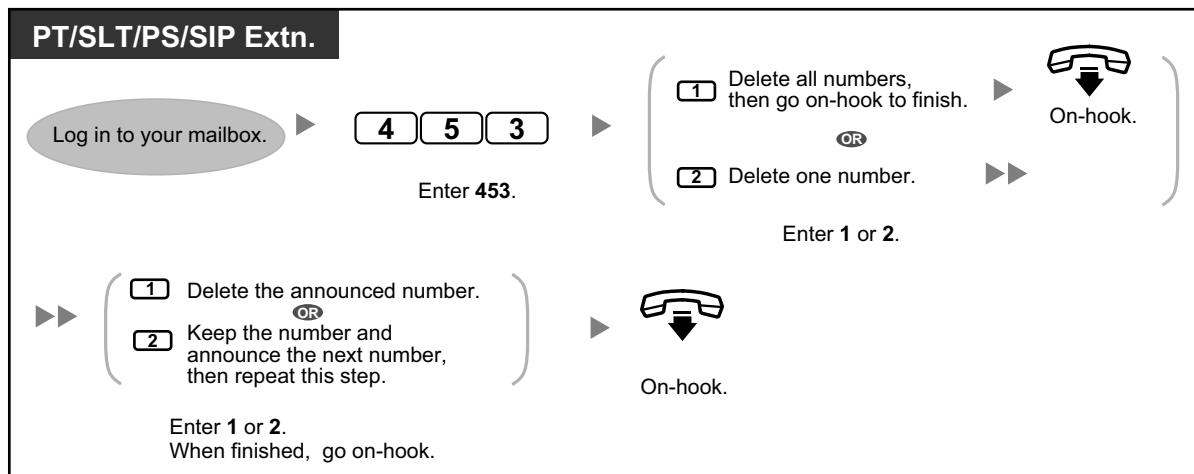 PT/SLT/PS/SIP Extn.
Log in to your mailbox.
4 5 3
Enter 453.
1 Delete all numbers,
then go on-hook to finish.
OR
2 Delete one number.
Enter 1 or 2.
On-hook.
1 Delete the announced number.
OR
2 Keep the number and
announce the next number,
then repeat this step.
Enter 1 or 2.
When finished, go on-hook.
On-hook.